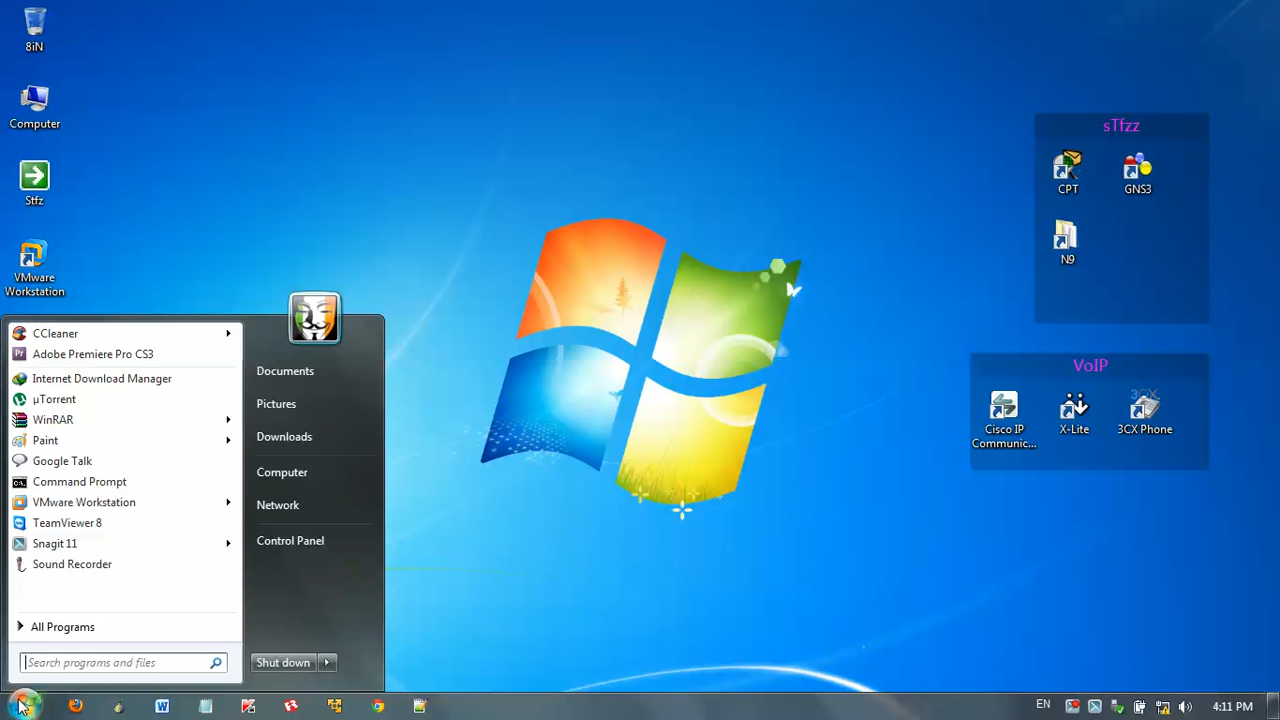 8iN
Computer
Stfz
VMware
Workstation
CCleaner
Adobe Premiere Pro CS3
Internet Download Manager
µTorrent
WinRAR
Paint
Google Talk
Command Prompt
VMware Workstation
TeamViewer 8
Snagit 11
Sound Recorder
All Programs
Search programs and files
Documents
Pictures
Downloads
Computer
Network
Control Panel
Shut down
sTfzz
CPT
GNS3
N9
VoIP
Cisco IP
Communic...
X-Lite
3CX Phone
EN
4:11 PM